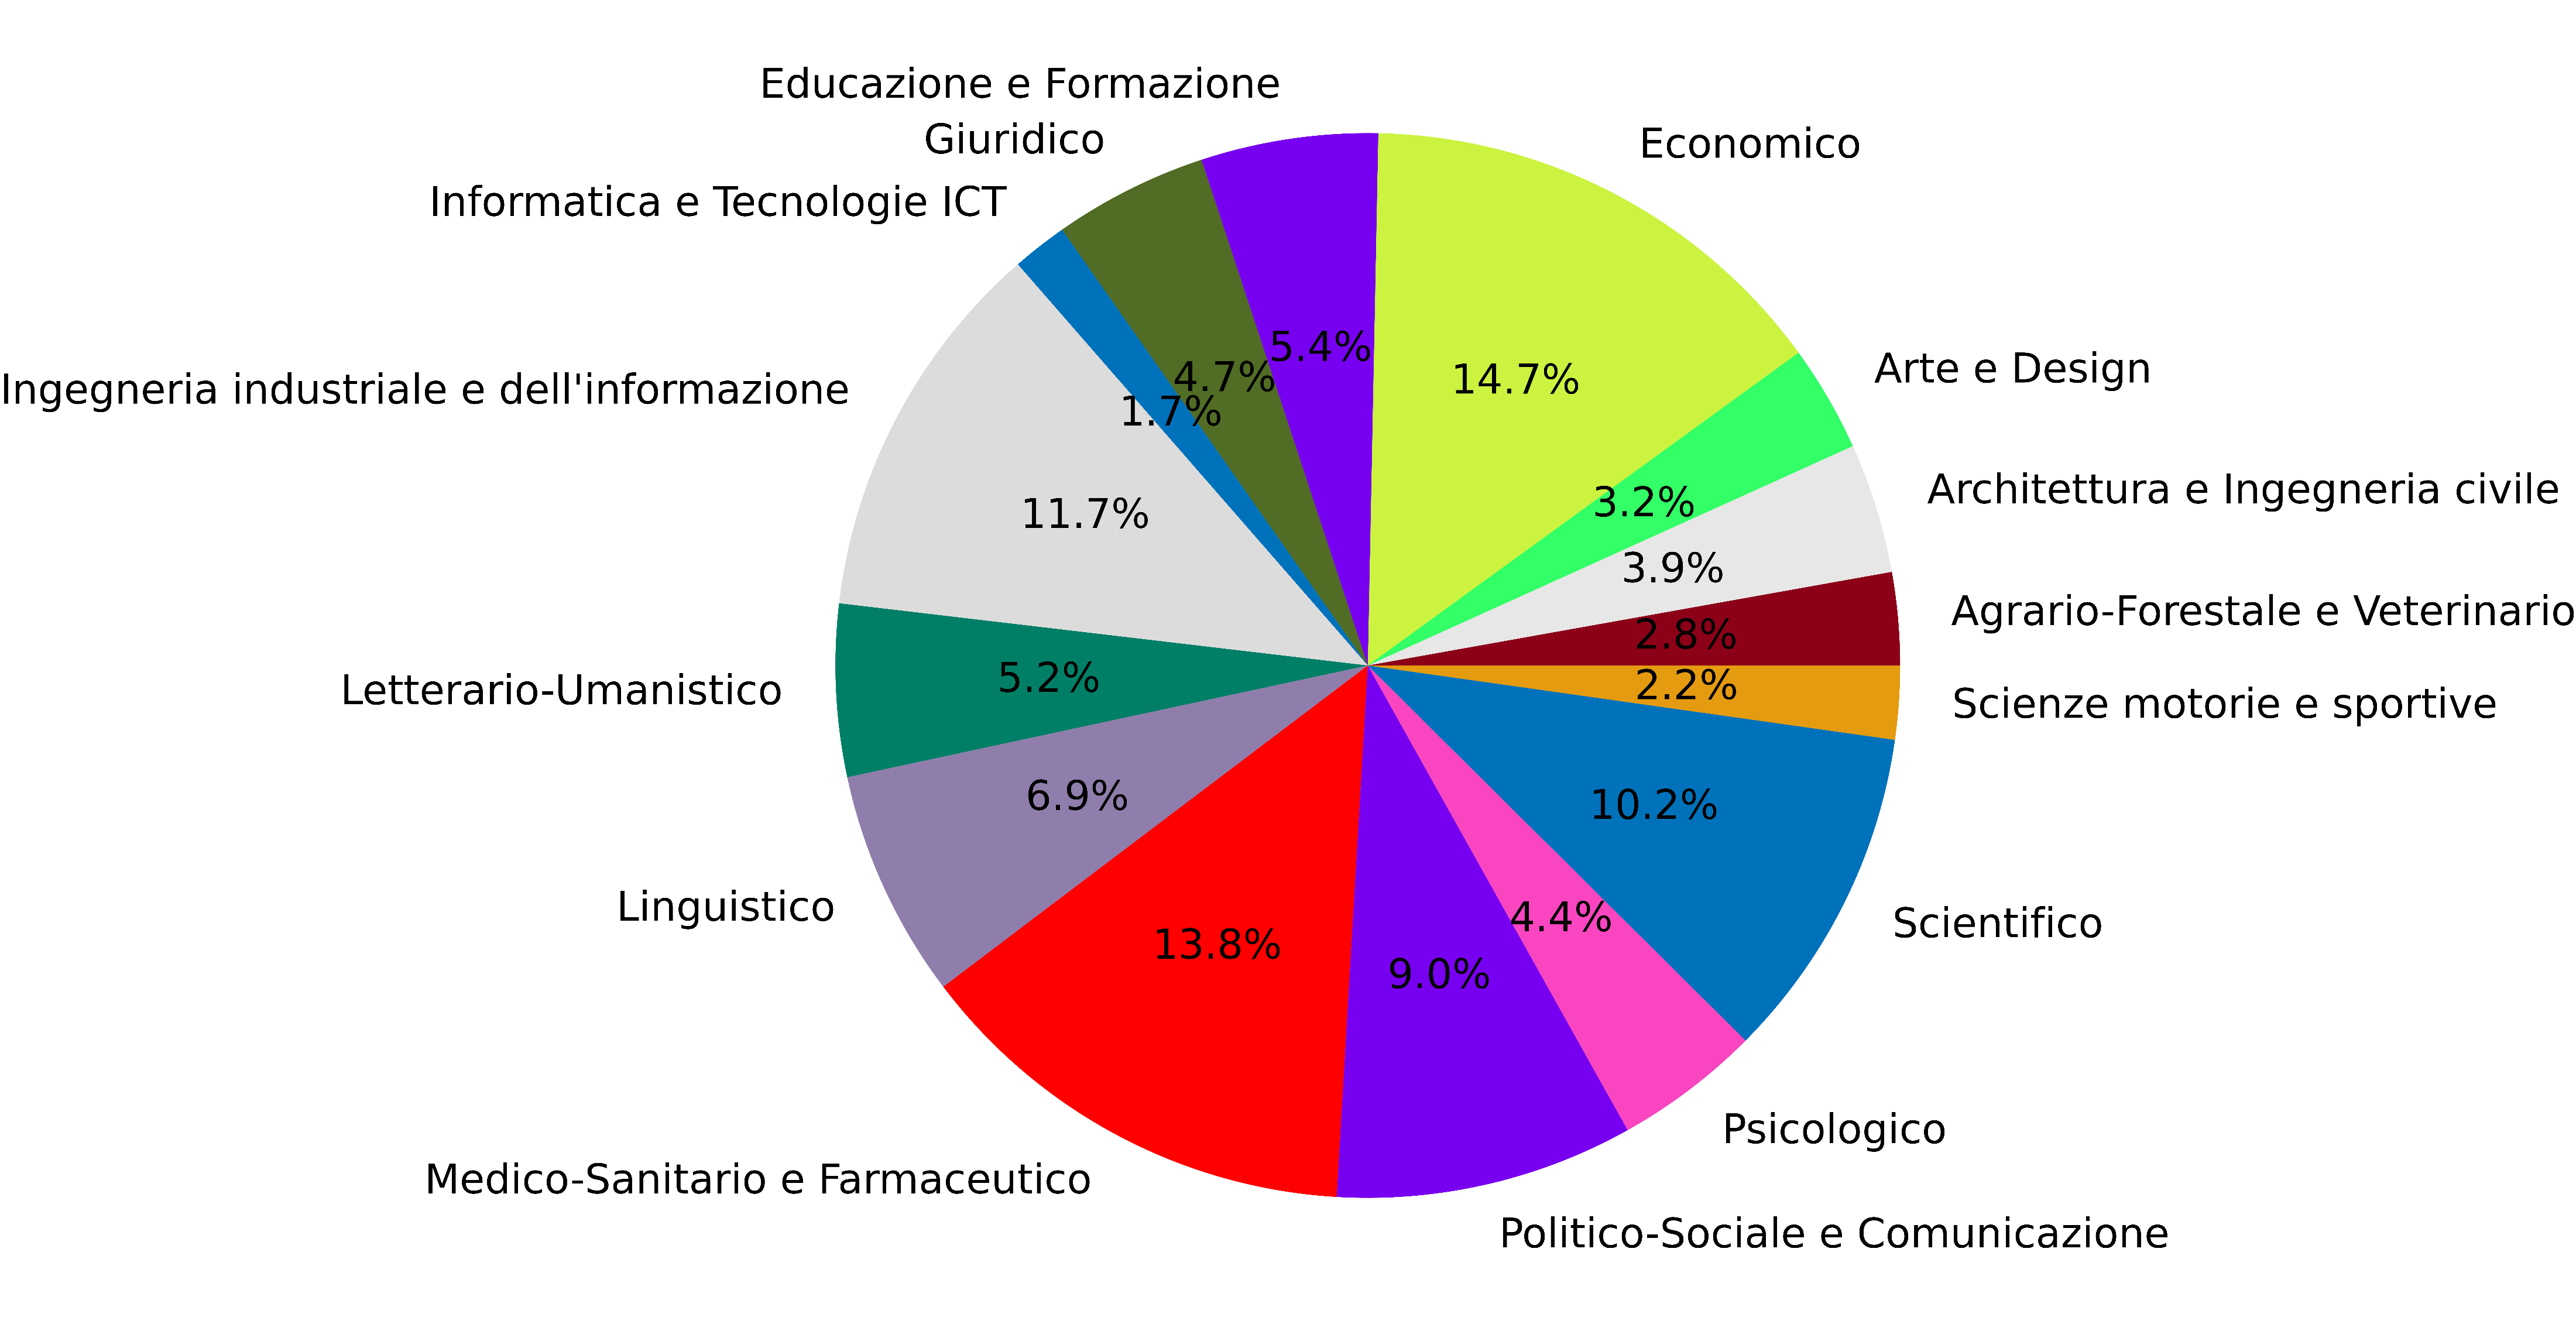 Educazione e Formazione
Giuridico
Economico
Informatica e Tecnologie ICT
Arte e Design
Ingegneria industriale e dell'informazione
Architettura e Ingegneria civile
Agrario-Forestale e Veterinario
Letterario-Umanistico
Scienze motorie e sportive
Linguistico
Scientifico
Psicologico
Medico-Sanitario e Farmaceutico
Politico-Sociale e Comunicazione
5.4%
4.7%
14.7%
1.7%
3.2%
11.7%
3.9%
2.8%
5.2%
2.2%
6.9%
10.2%
4.4%
13.8%
9.0%